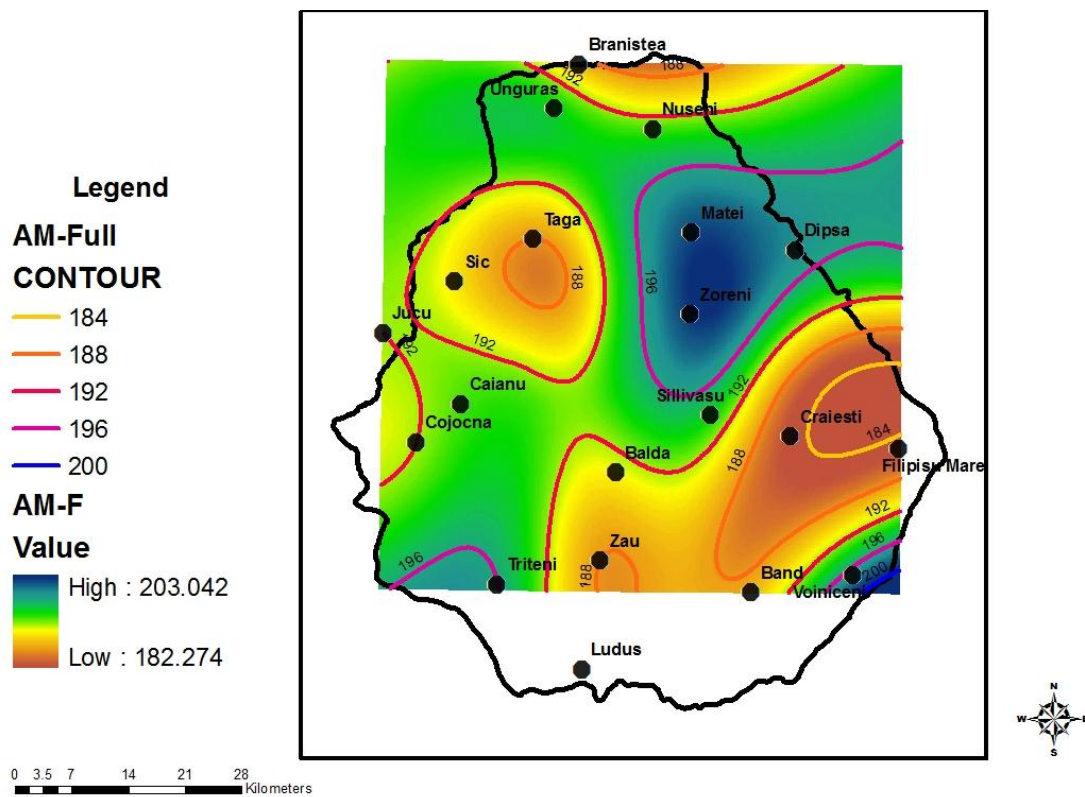 Legend
AM-Full
CONTOUR
184
188
192
196
200
AM-F
Value
High : 203.042
Low : 182.274
0 3.5 7 14 21 28
Kilometers
Branistea
188
192
Unguras
Nuseni
Taga
Matei
Dipsa
Sic
188
196
Zoreni
Jucu
192
192
Caianu
192
Sillivasu
Craiesti
Cojocna
184
Balda
188
Filipisu Mare
192
196
Zau
196
Triteni
188
Band
200
Voiniceni
Ludus
N
W
E
S